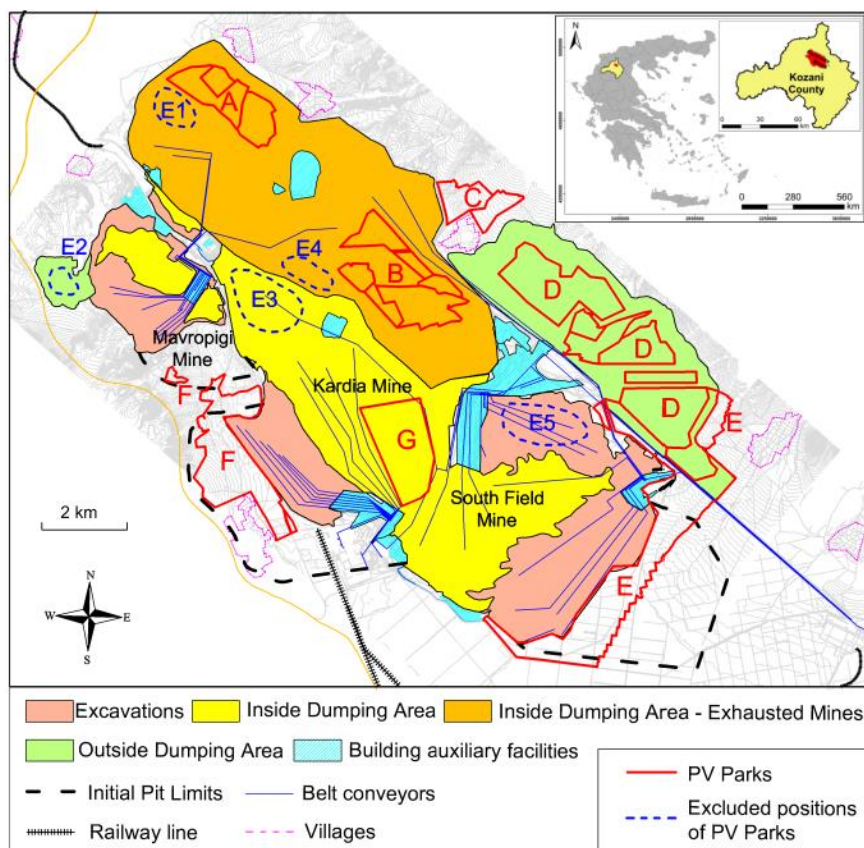 N
Kozani
County
0 30 60
km
0 280 560
km
A
E1
C
E4
E2
B
D
E3
Mavropigi
Mine
Kardia Mine
D
F
D
E
G
E5
F
South Field
Mine
2 km
E
N
W E
S
Excavations Inside Dumping Area Inside Dumping Area - Exhausted Mines
Outside Dumping Area Building auxiliary facilities
Initial Pit Limits Belt conveyors
Railway line Villages
PV Parks
Excluded positions
of PV Parks